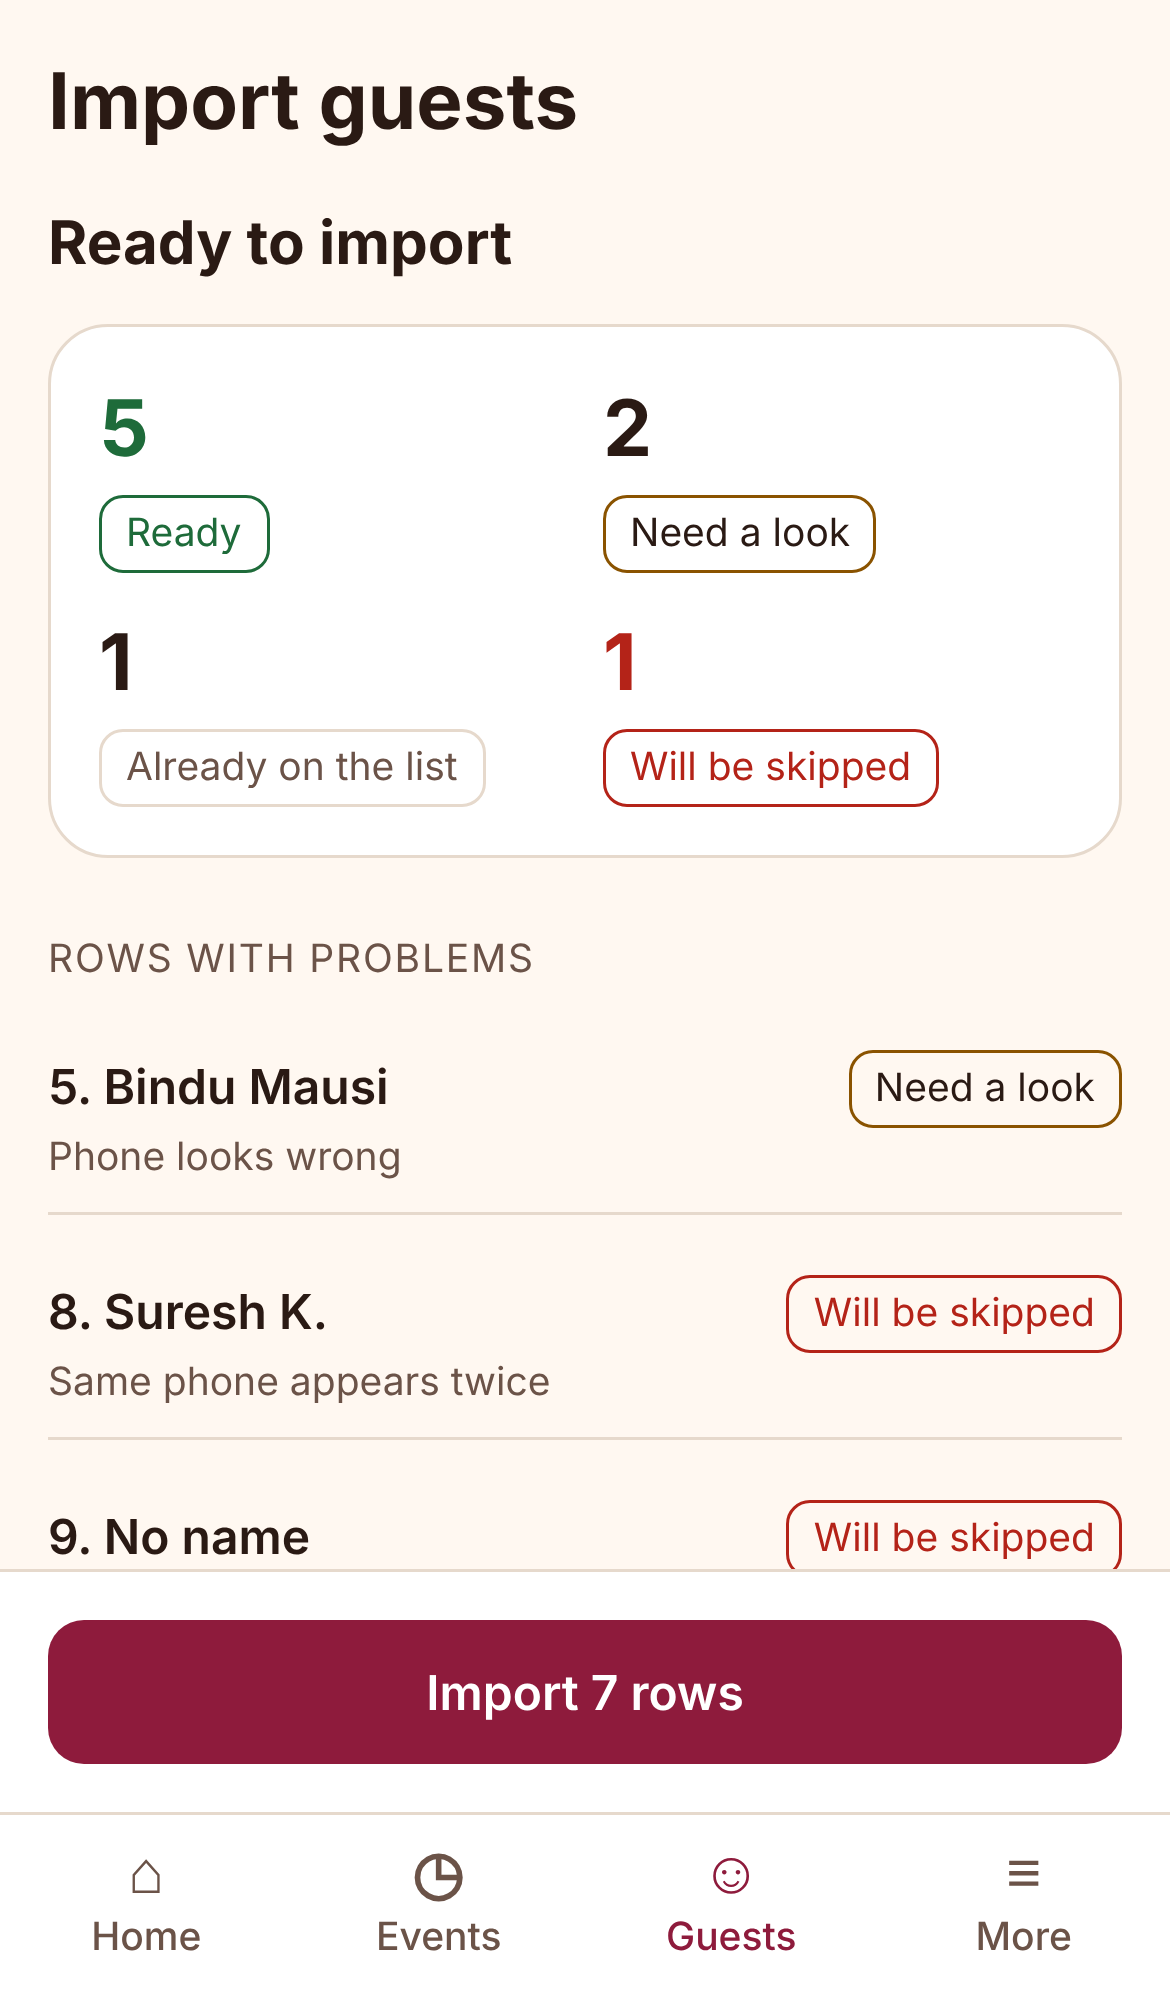 Import guests
Ready to import
5
2
Ready
Need a look
1
1
Already on the list
Will be skipped
ROWS WITH PROBLEMS
5. Bindu Mausi
Need a look
Phone looks wrong
8. Suresh K.
Will be skipped
Same phone appears twice
9. No name
Will be skipped
Import 7 rows
Home
Events
Guests
More